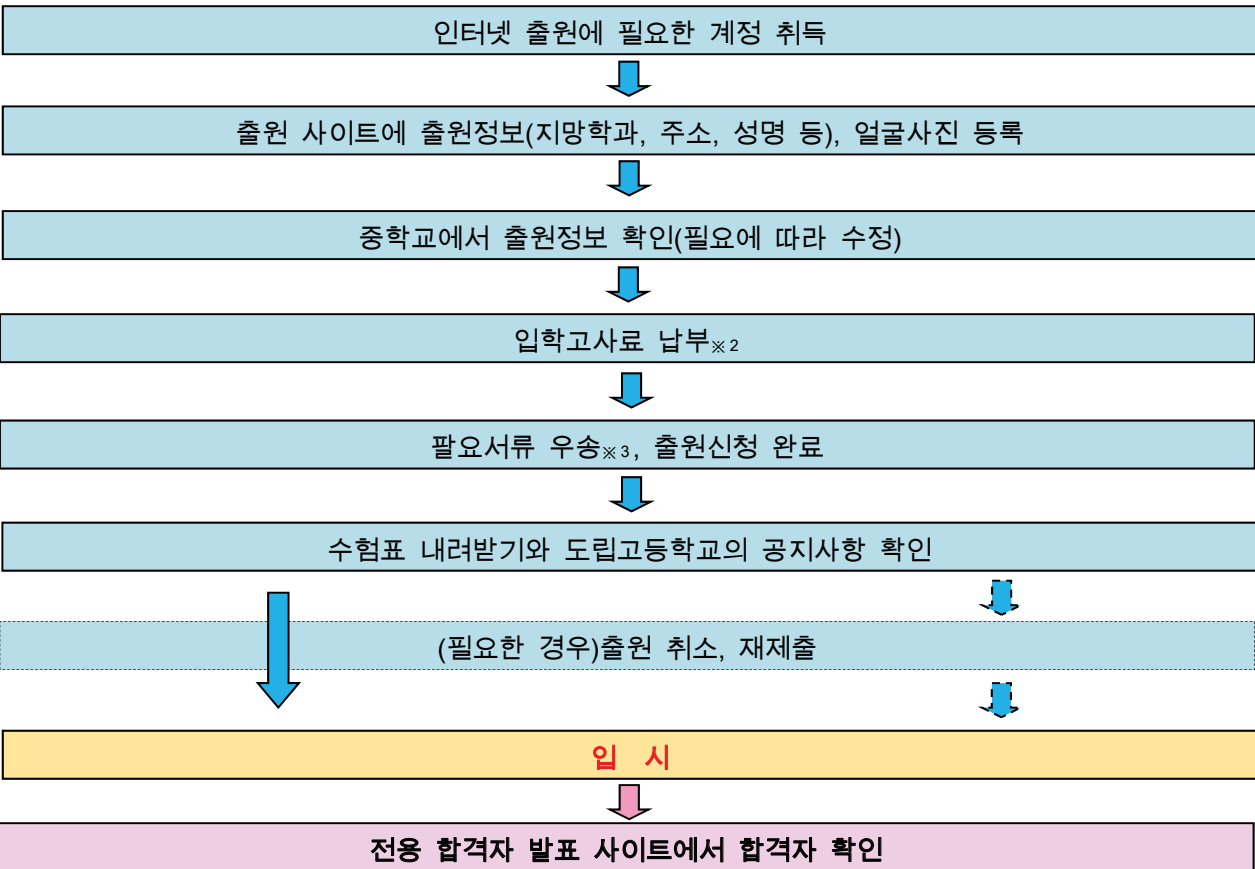 인터넷 출원에 필요한 계정 취득
출원 사이트에 출원정보(지망학과, 주소, 성명 등), 얼굴사진 등록
중학교에서 출원정보 확인(필요에 따라 수정)
입학고사료 납부※2
팔요서류 우송※3, 출원신청 완료
수험표 내려받기와 도립고등학교의 공지사항 확인
(필요한 경우)출원 취소, 재제출
입 시
전용 합격자 발표 사이트에서 합격자 확인